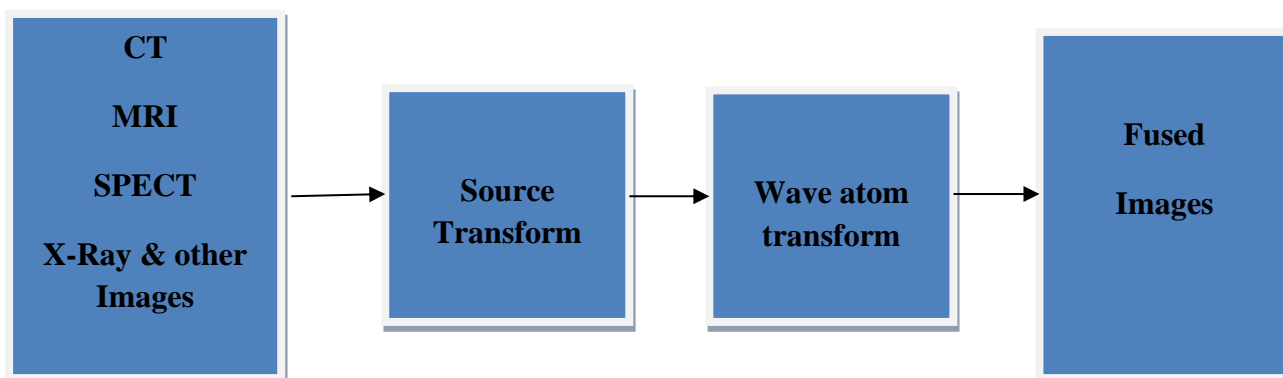 CT
MRI
SPECT
X-Ray & other
Images
Source
Transform
Wave atom
transform
Fused
Images